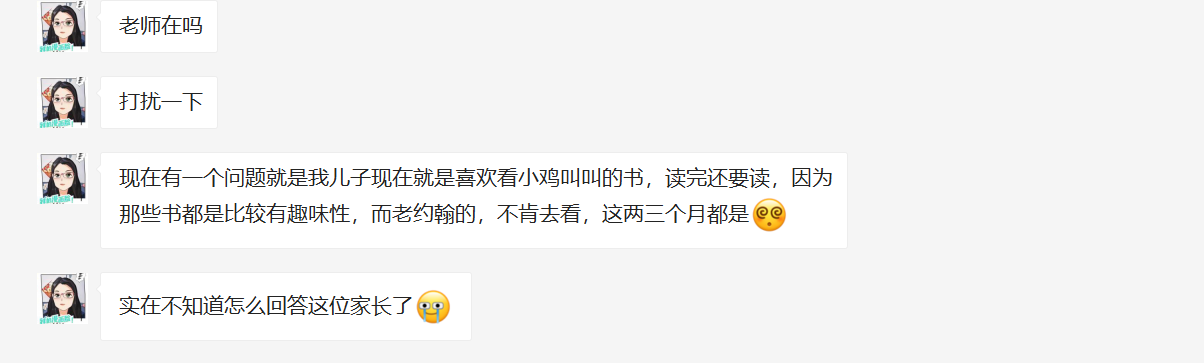 老师在吗
打扰一下
现在有一个问题就是我儿子现在就是喜欢看小鸡叫叫的书，读完还要读，因为
那些书都是比较有趣味性，而老约翰的，不肯去看，这两三个月都是😵‍💫
实在不知道怎么回答这位家长了🥹